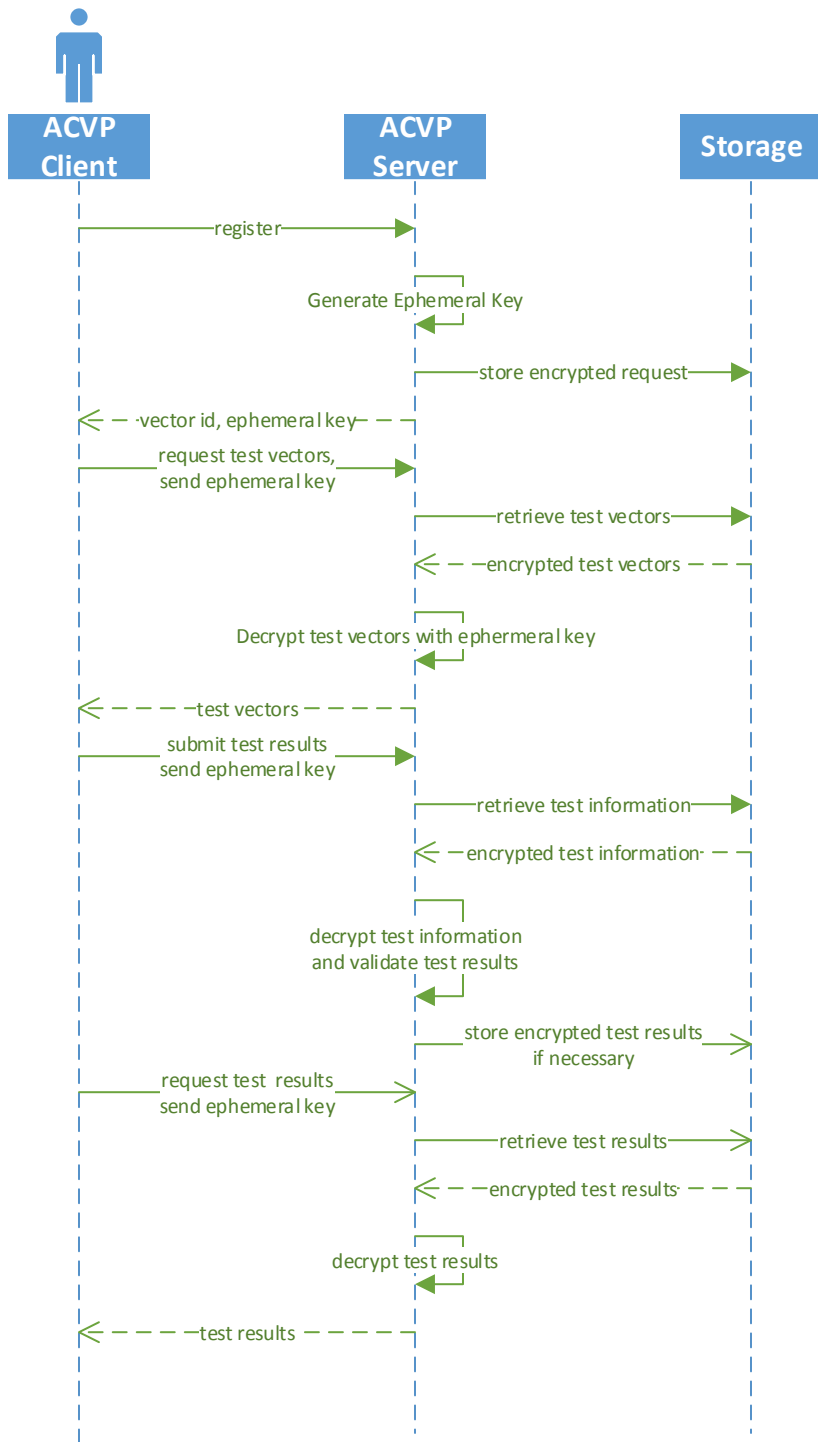 ACVP
Client
ACVP
Server
Storage
register
Generate Ephemeral Key
store encrypted request
vector id, ephemeral key
request test vectors,
send ephemeral key
retrieve test vectors
encrypted test vectors
Decrypt test vectors with ephermeral key
test vectors
submit test results
send ephemeral key
retrieve test information
encrypted test information
decrypt test information
and validate test results
store encrypted test results
if necessary
request test results
send ephemeral key
retrieve test results
encrypted test results
decrypt test results
test results